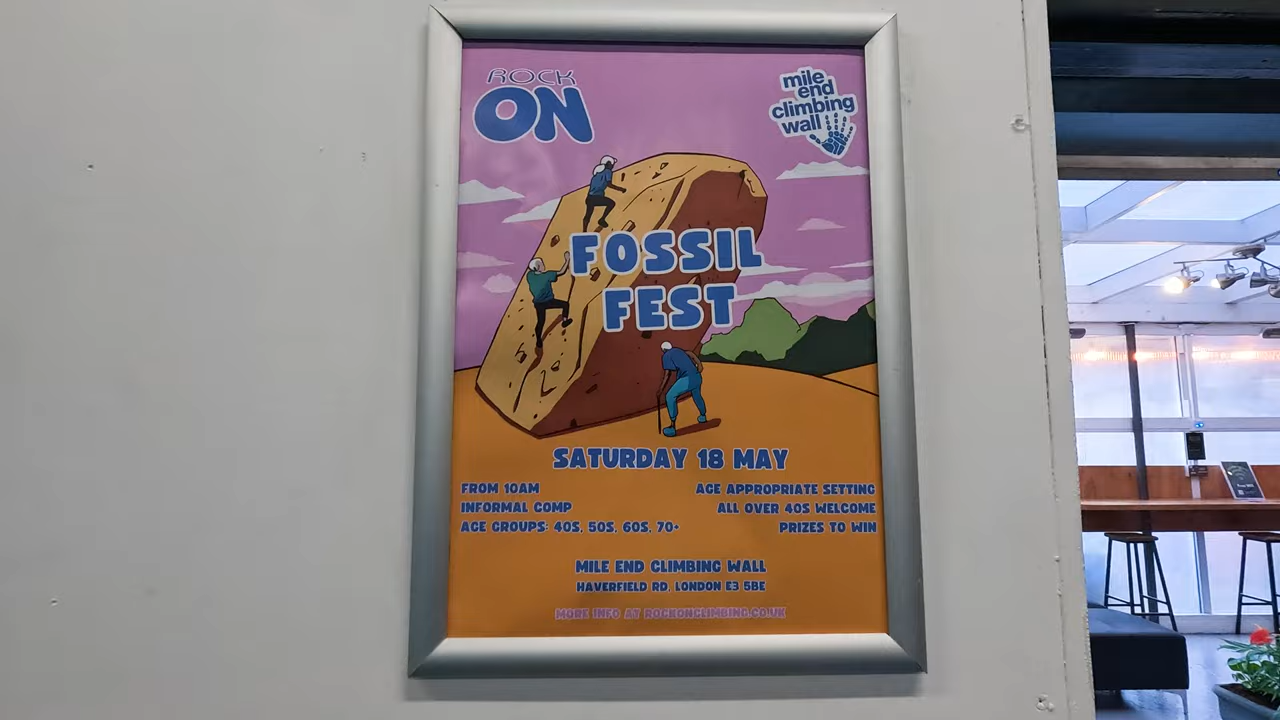 ROCK
ON
mile
end
climbing
wall
FOSSIL
FEST
SATURDAY 18 MAY
FROM 10AM
INFORMAL COMP
AGE GROUPS: 40S, 50S, 60S, 70+
AGE APPROPRIATE SETTING
ALL OVER 40S WELCOME
PRIZES TO WIN
MILE END CLIMBING WALL
HAVERFIELD RD, LONDON E3 5BE
MORE INFO AT ROCKONCLIMBING.CO.UK